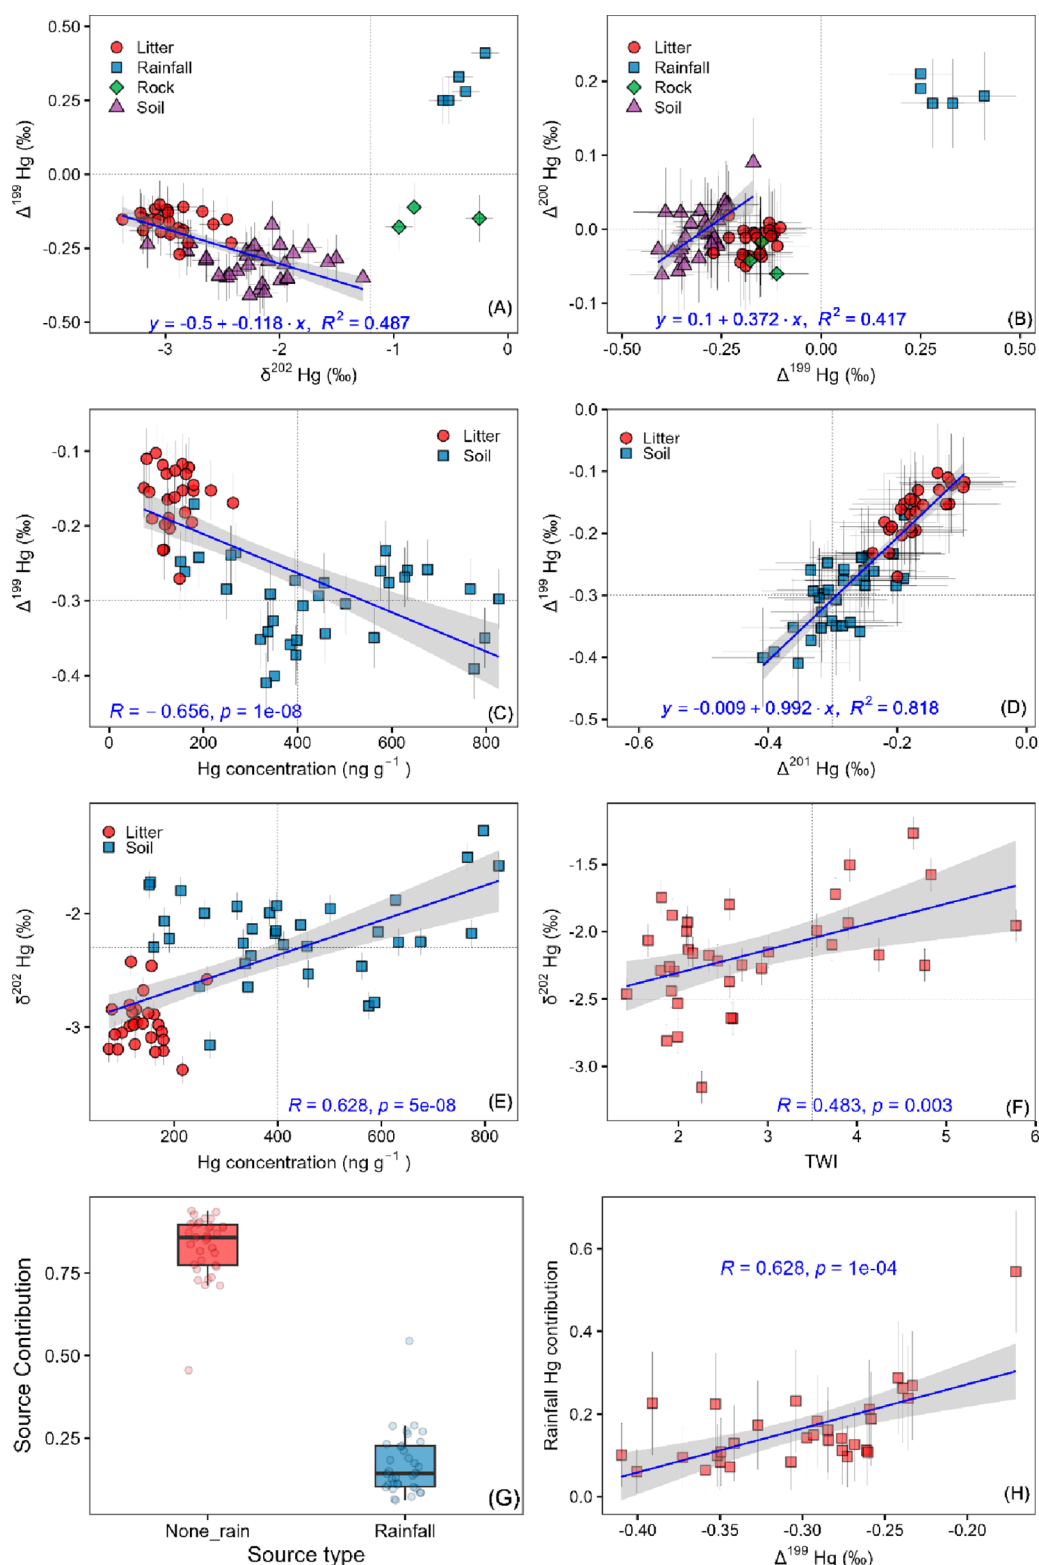 0.50
0.25
0.00
-0.25
-0.50
Δ¹⁹⁹ Hg (‰)
Litter
Rainfall
Rock
Soil
(A)
y = -0.5 + -0.118 · x, R² = 0.487
-3
-2
-1
0
δ²⁰² Hg (‰)
0.2
0.1
0.0
-0.1
Δ²⁰⁰ Hg (‰)
Litter
Rainfall
Rock
Soil
(B)
y = 0.1 + 0.372 · x, R² = 0.417
-0.50
-0.25
0.00
0.25
0.50
Δ¹⁹⁹ Hg (‰)
-0.1
-0.2
-0.3
-0.4
Δ¹⁹⁹ Hg (‰)
Litter
Soil
(C)
R = − 0.656, p = 1e-08
0
200
400
600
800
Hg concentration (ng g⁻¹)
0.0
-0.1
-0.2
-0.3
-0.4
-0.5
Δ¹⁹⁹ Hg (‰)
Litter
Soil
(D)
y = -0.009 + 0.992 · x, R² = 0.818
-0.6
-0.4
-0.2
0.0
Δ²⁰¹ Hg (‰)
-2
-3
δ²⁰² Hg (‰)
Litter
Soil
(E)
R = 0.628, p = 5e-08
200
400
600
800
Hg concentration (ng g⁻¹)
-1.5
-2.0
-2.5
-3.0
δ²⁰² Hg (‰)
(F)
R = 0.483, p = 0.003
2
3
4
5
6
TWI
0.75
0.50
0.25
Source Contribution
(G)
None_rain
Rainfall
Source type
0.6
0.4
0.2
0.0
Rainfall Hg contribution
R = 0.628, p = 1e-04
(H)
-0.40
-0.35
-0.30
-0.25
-0.20
Δ¹⁹⁹ Hg (‰)